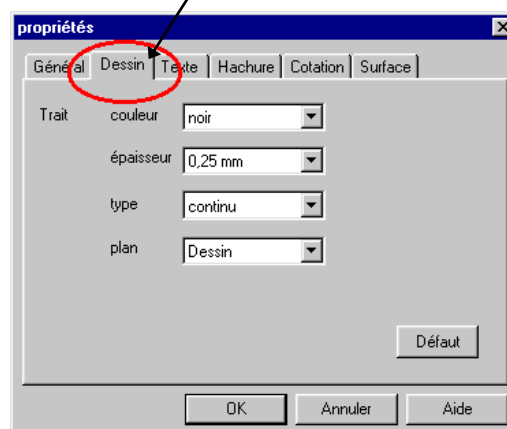 propriétés
Général Dessin Texte Hachure Cotation Surface
Trait couleur noir
épaisseur 0,25 mm
type continu
plan Dessin
Défaut
OK Annuler Aide